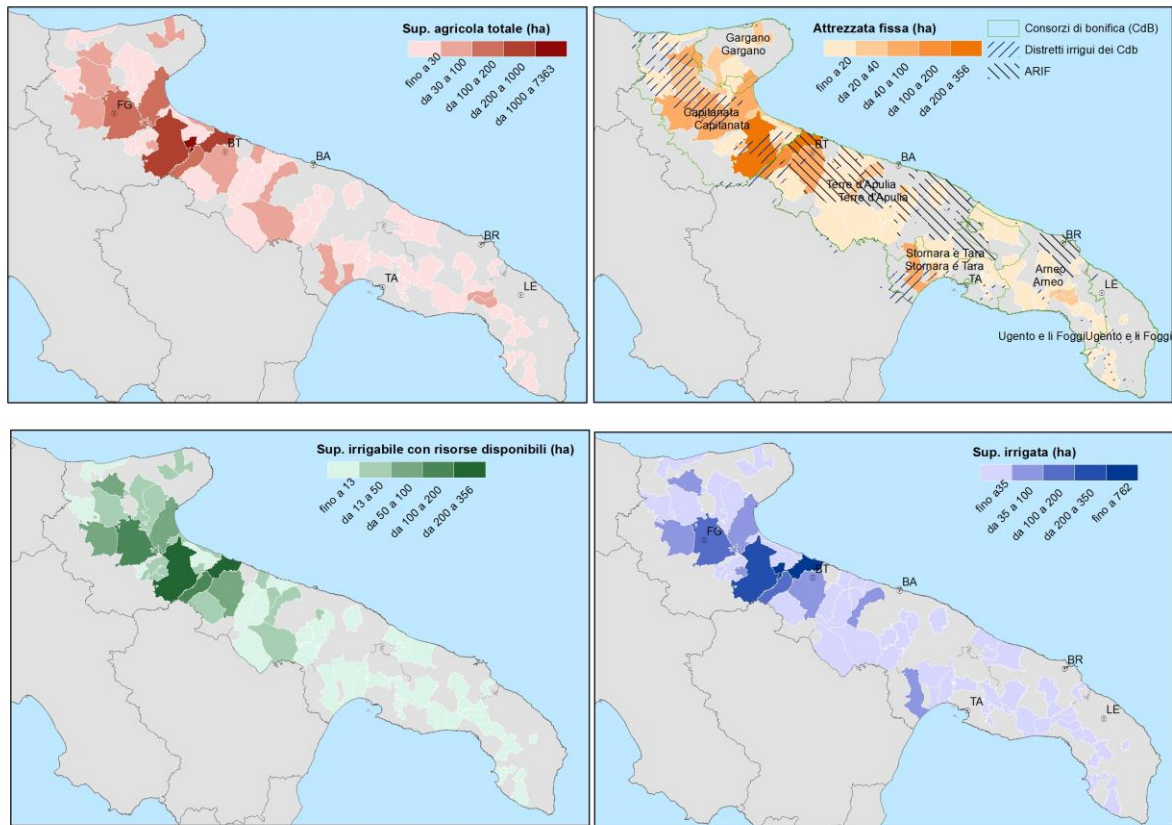 Sup. agricola totale (ha)
fino a 30
da 30 a 100
da 100 a 200
da 200 a 1000
da 1000 a 7363
FG
BT
BA
BR
TA
LE
Attrezzata fissa (ha)
fino a 20
da 20 a 40
da 40 a 100
da 100 a 200
da 200 a 356
Consorzi di bonifica (CdB)
Distretti irrigui dei Cdb
ARIF
Gargano
Gargano
Capitanata
Capitanata
BT
BA
Terre d'Apulia
Terre d'Apulia
BR
Stornara e Tara
Stornara e Tara
TA
Arneo
Arneo
LE
Ugento e li Foggi
Ugento e li Foggi
Sup. irrigabile con risorse disponibili (ha)
fino a 13
da 13 a 50
da 50 a 100
da 100 a 200
da 200 a 356
Sup. irrigata (ha)
fino a35
da 35 a 100
da 100 a 200
da 200 a 350
fino a 762
FG
BT
BA
BR
TA
LE